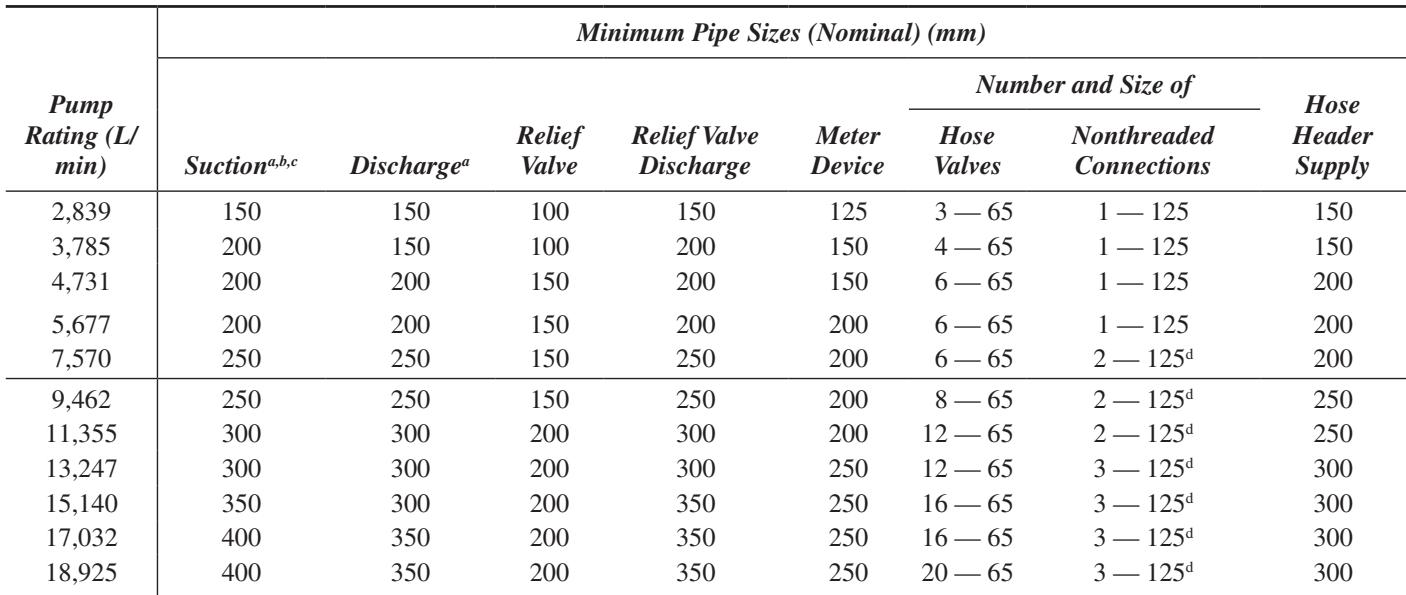 Minimum Pipe Sizes (Nominal) (mm)
Number and Size of
Pump Rating (L/ min) Suction^a,b,c Discharge^a Relief Valve Relief Valve Discharge Meter Device Hose Valves Nonthreaded Connections Hose Header Supply
2,839 150 150 100 150 125 3 — 65 1 — 125 150
3,785 200 150 100 200 150 4 — 65 1 — 125 150
4,731 200 200 150 200 150 6 — 65 1 — 125 200
5,677 200 200 150 200 200 6 — 65 1 — 125 200
7,570 250 250 150 250 200 6 — 65 2 — 125^d 200
9,462 250 250 150 250 200 8 — 65 2 — 125^d 250
11,355 300 300 200 300 200 12 — 65 2 — 125^d 250
13,247 300 300 200 300 250 12 — 65 3 — 125^d 300
15,140 350 300 200 350 250 16 — 65 3 — 125^d 300
17,032 400 350 200 350 250 16 — 65 3 — 125^d 300
18,925 400 350 200 350 250 20 — 65 3 — 125^d 300